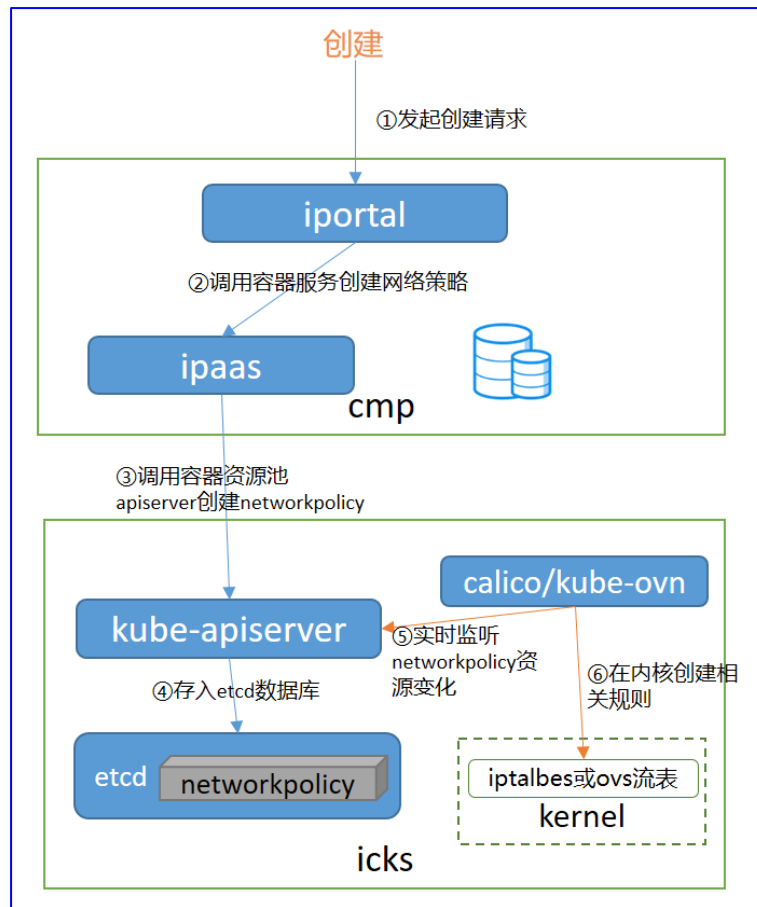 创建
①发起创建请求
iportal
②调用容器服务创建网络策略
ipaas
cmp
③调用容器资源池
apiserver创建networkpolicy
calico/kube-ovn
kube-apiserver
⑤实时监听
networkpolicy资
源变化
④存入etcd数据库
⑥在内核创建相
关规则
etcd
networkpolicy
iptalbes或ovs流表
kernel
icks